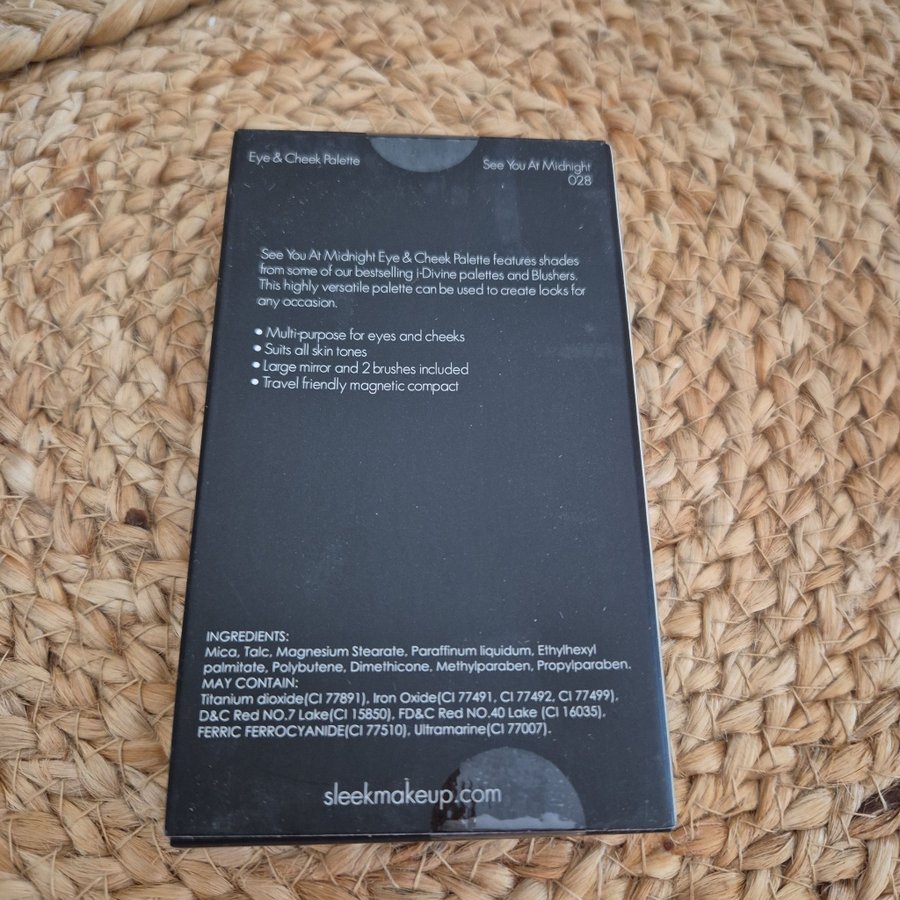 Eye & Cheek Palette
See You At Midnight
028
See You At Midnight Eye & Cheek Palette features shades
from some of our bestselling i-Divine palettes and Blushers.
This highly versatile palette can be used to create looks for
any occasion.
• Multi-purpose for eyes and cheeks
• Suits all skin tones
• Large mirror and 2 brushes included
• Travel friendly magnetic compact
INGREDIENTS:
Mica, Talc, Magnesium Stearate, Paraffinum liquidum, Ethylhexyl
palmitate, Polybutene, Dimethicone, Methylparaben, Propylparaben.
MAY CONTAIN:
Titanium dioxide(CI 77891), Iron Oxide(CI 77491, CI 77492, CI 77499),
D&C Red NO.7 Lake(CI 15850), FD&C Red NO.40 Lake (CI 16035),
FERRIC FERROCYANIDE(CI 77510), Ultramarine(CI 77007).
sleekmakeup.com